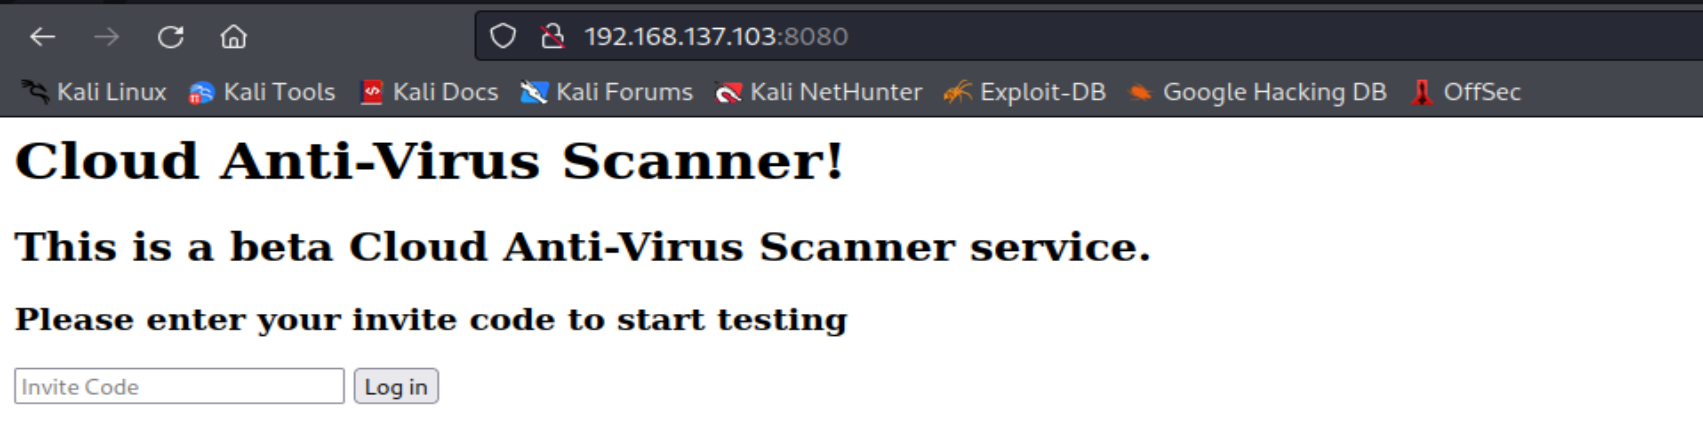 192.168.137.103:8080
Kali Linux Kali Tools Kali Docs Kali Forums Kali NetHunter Exploit-DB Google Hacking DB OffSec
Cloud Anti-Virus Scanner!
This is a beta Cloud Anti-Virus Scanner service.
Please enter your invite code to start testing
Invite Code Log in